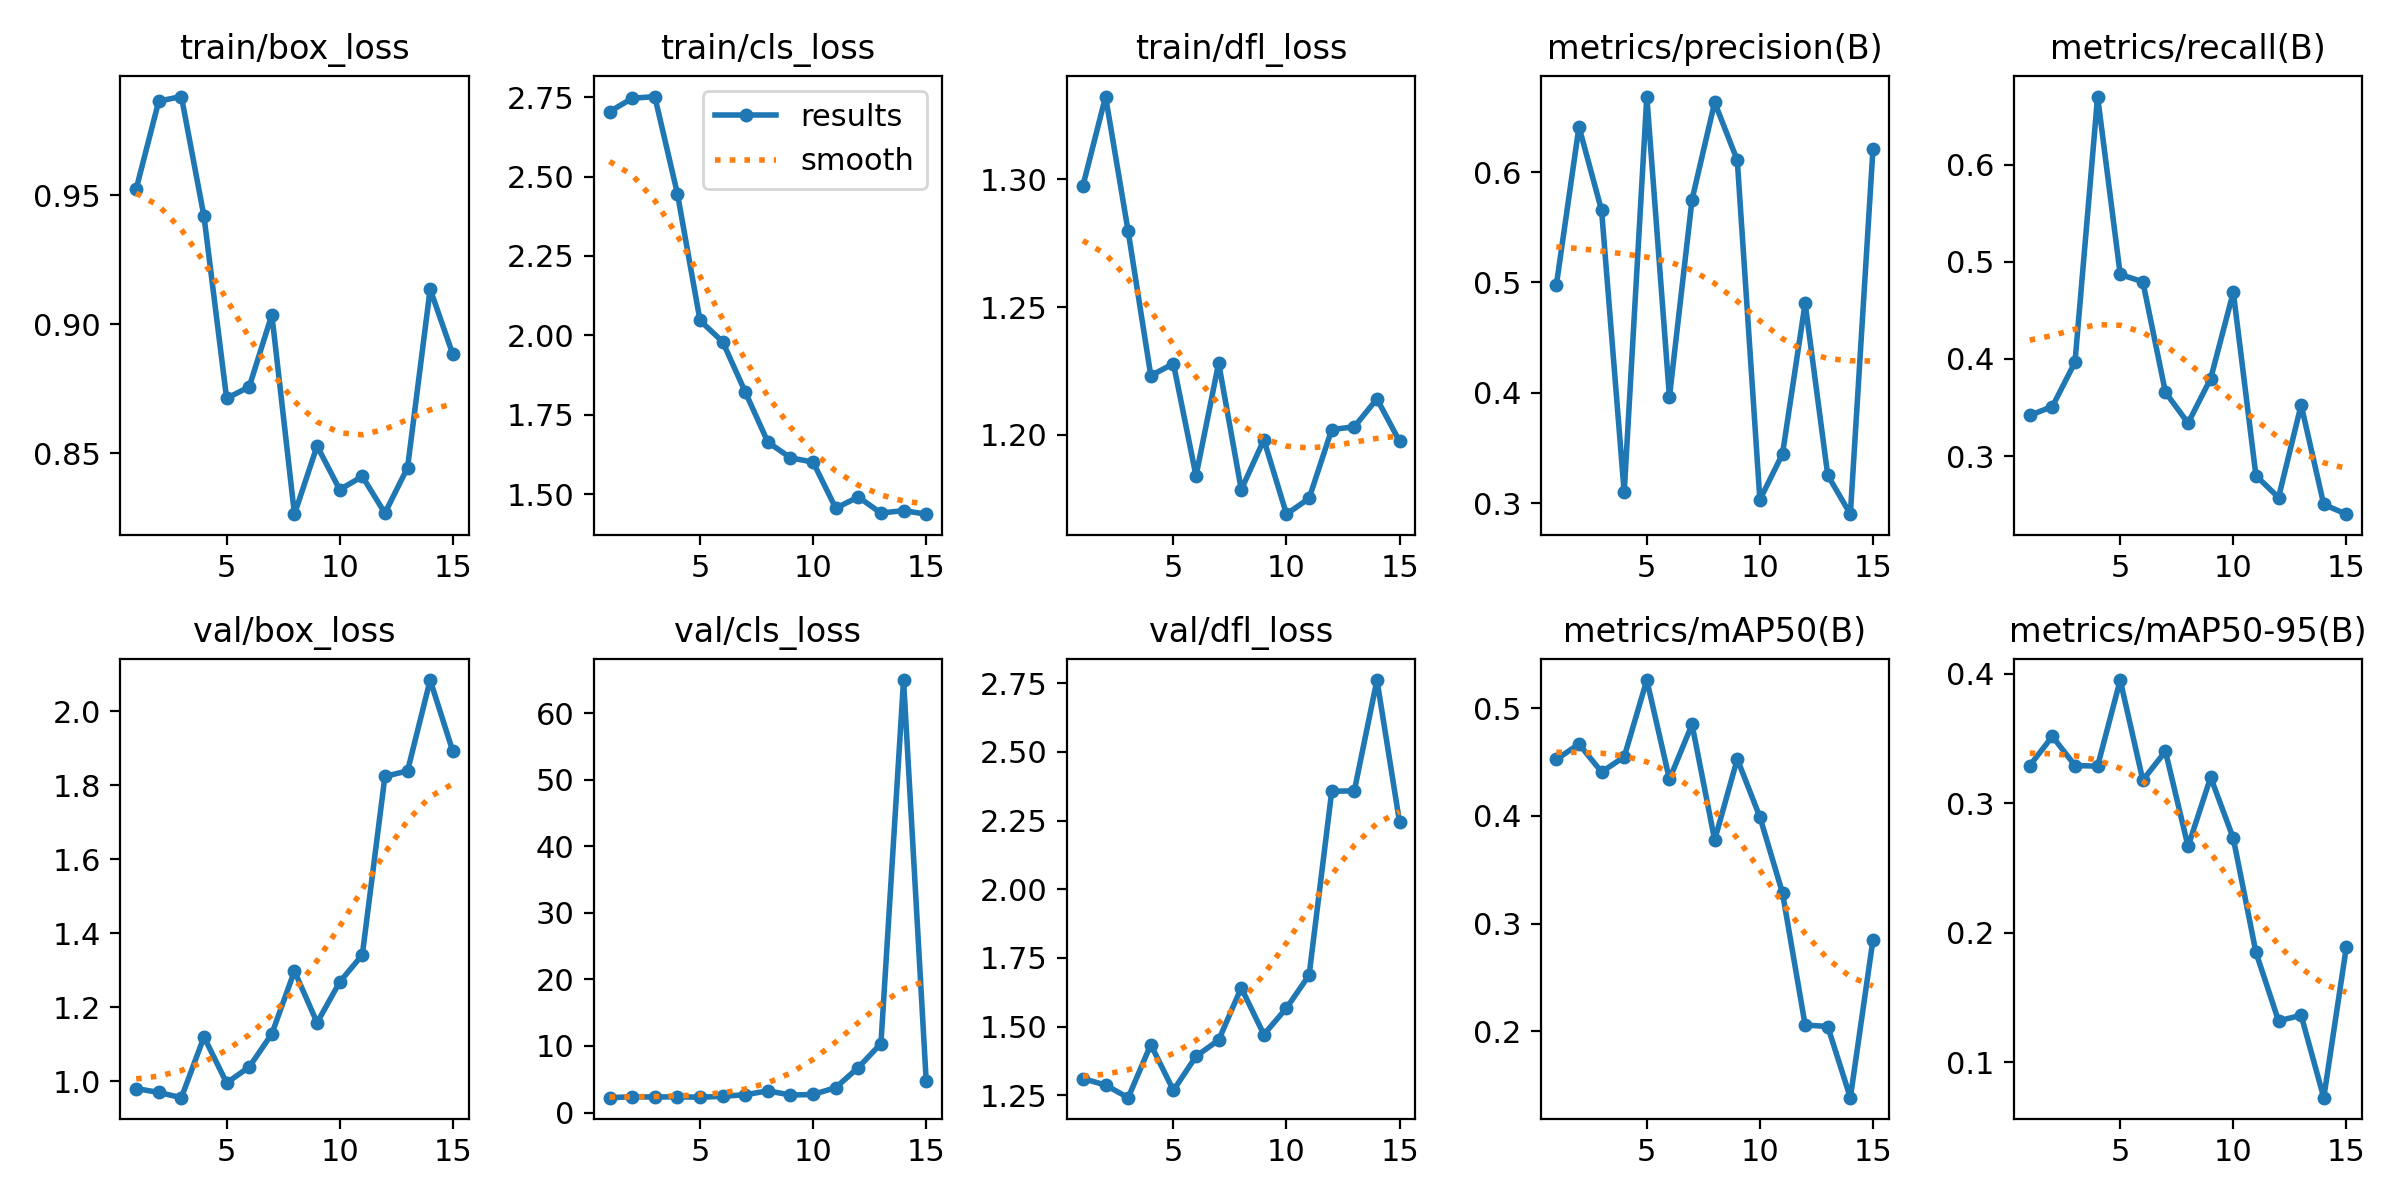 train/box_loss
train/cls_loss
train/dfl_loss
metrics/precision(B)
metrics/recall(B)
results
smooth
0.95
0.90
0.85
5 10 15
2.75
2.50
2.25
2.00
1.75
1.50
5 10 15
1.30
1.25
1.20
5 10 15
0.6
0.5
0.4
0.3
5 10 15
0.6
0.5
0.4
0.3
5 10 15
val/box_loss
val/cls_loss
val/dfl_loss
metrics/mAP50(B)
metrics/mAP50-95(B)
2.0
1.8
1.6
1.4
1.2
1.0
5 10 15
60
50
40
30
20
10
0
5 10 15
2.75
2.50
2.25
2.00
1.75
1.50
1.25
5 10 15
0.5
0.4
0.3
0.2
5 10 15
0.4
0.3
0.2
0.1
5 10 15